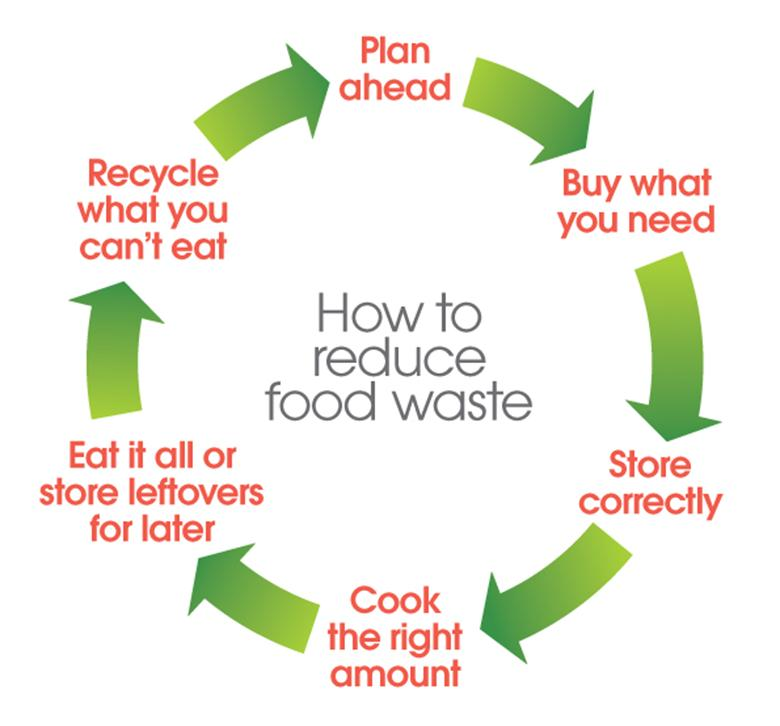 Plan
ahead
Buy what
you need
Store
correctly
Cook
the right
amount
Eat it all or
store leftovers
for later
Recycle
what you
can't eat
How to
reduce
food waste